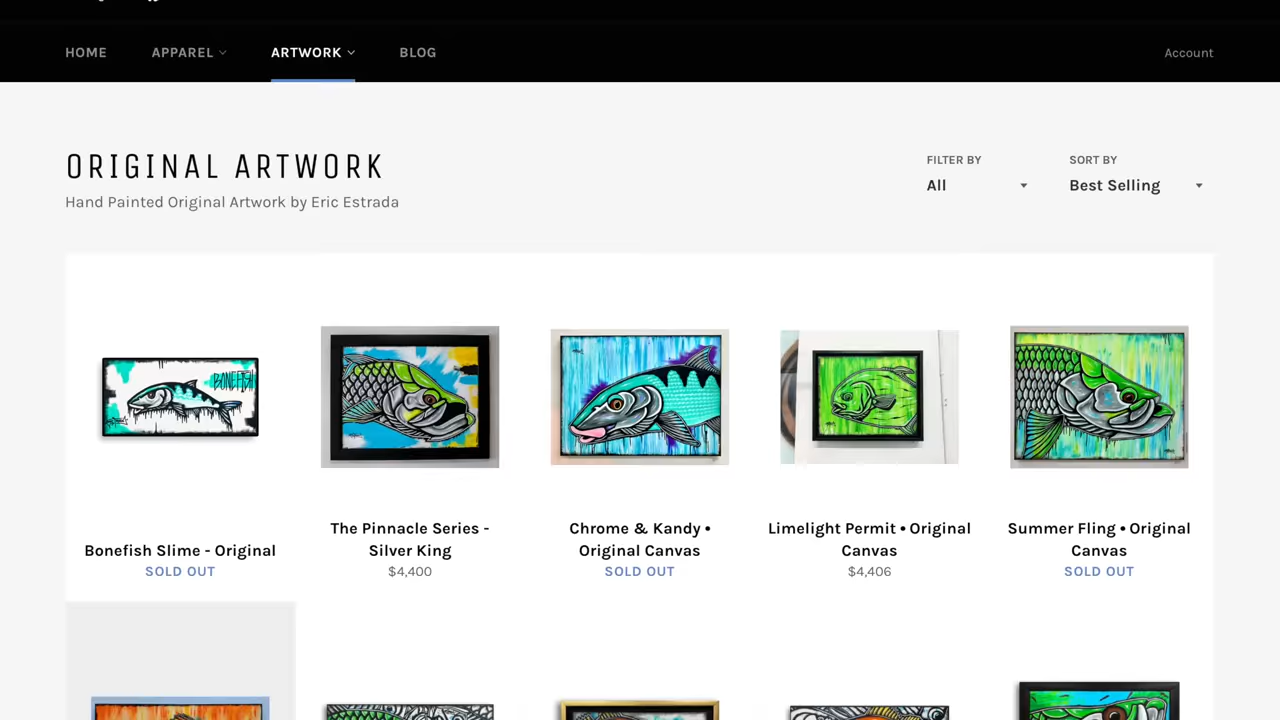 HOME APPAREL ARTWORK BLOG Account
ORIGINAL ARTWORK
Hand Painted Original Artwork by Eric Estrada
FILTER BY
All
SORT BY
Best Selling
BONEFISH
Bonefish Slime - Original
SOLD OUT
The Pinnacle Series -
Silver King
$4,400
Chrome & Kandy •
Original Canvas
SOLD OUT
Limelight Permit • Original
Canvas
$4,406
Summer Fling • Original
Canvas
SOLD OUT